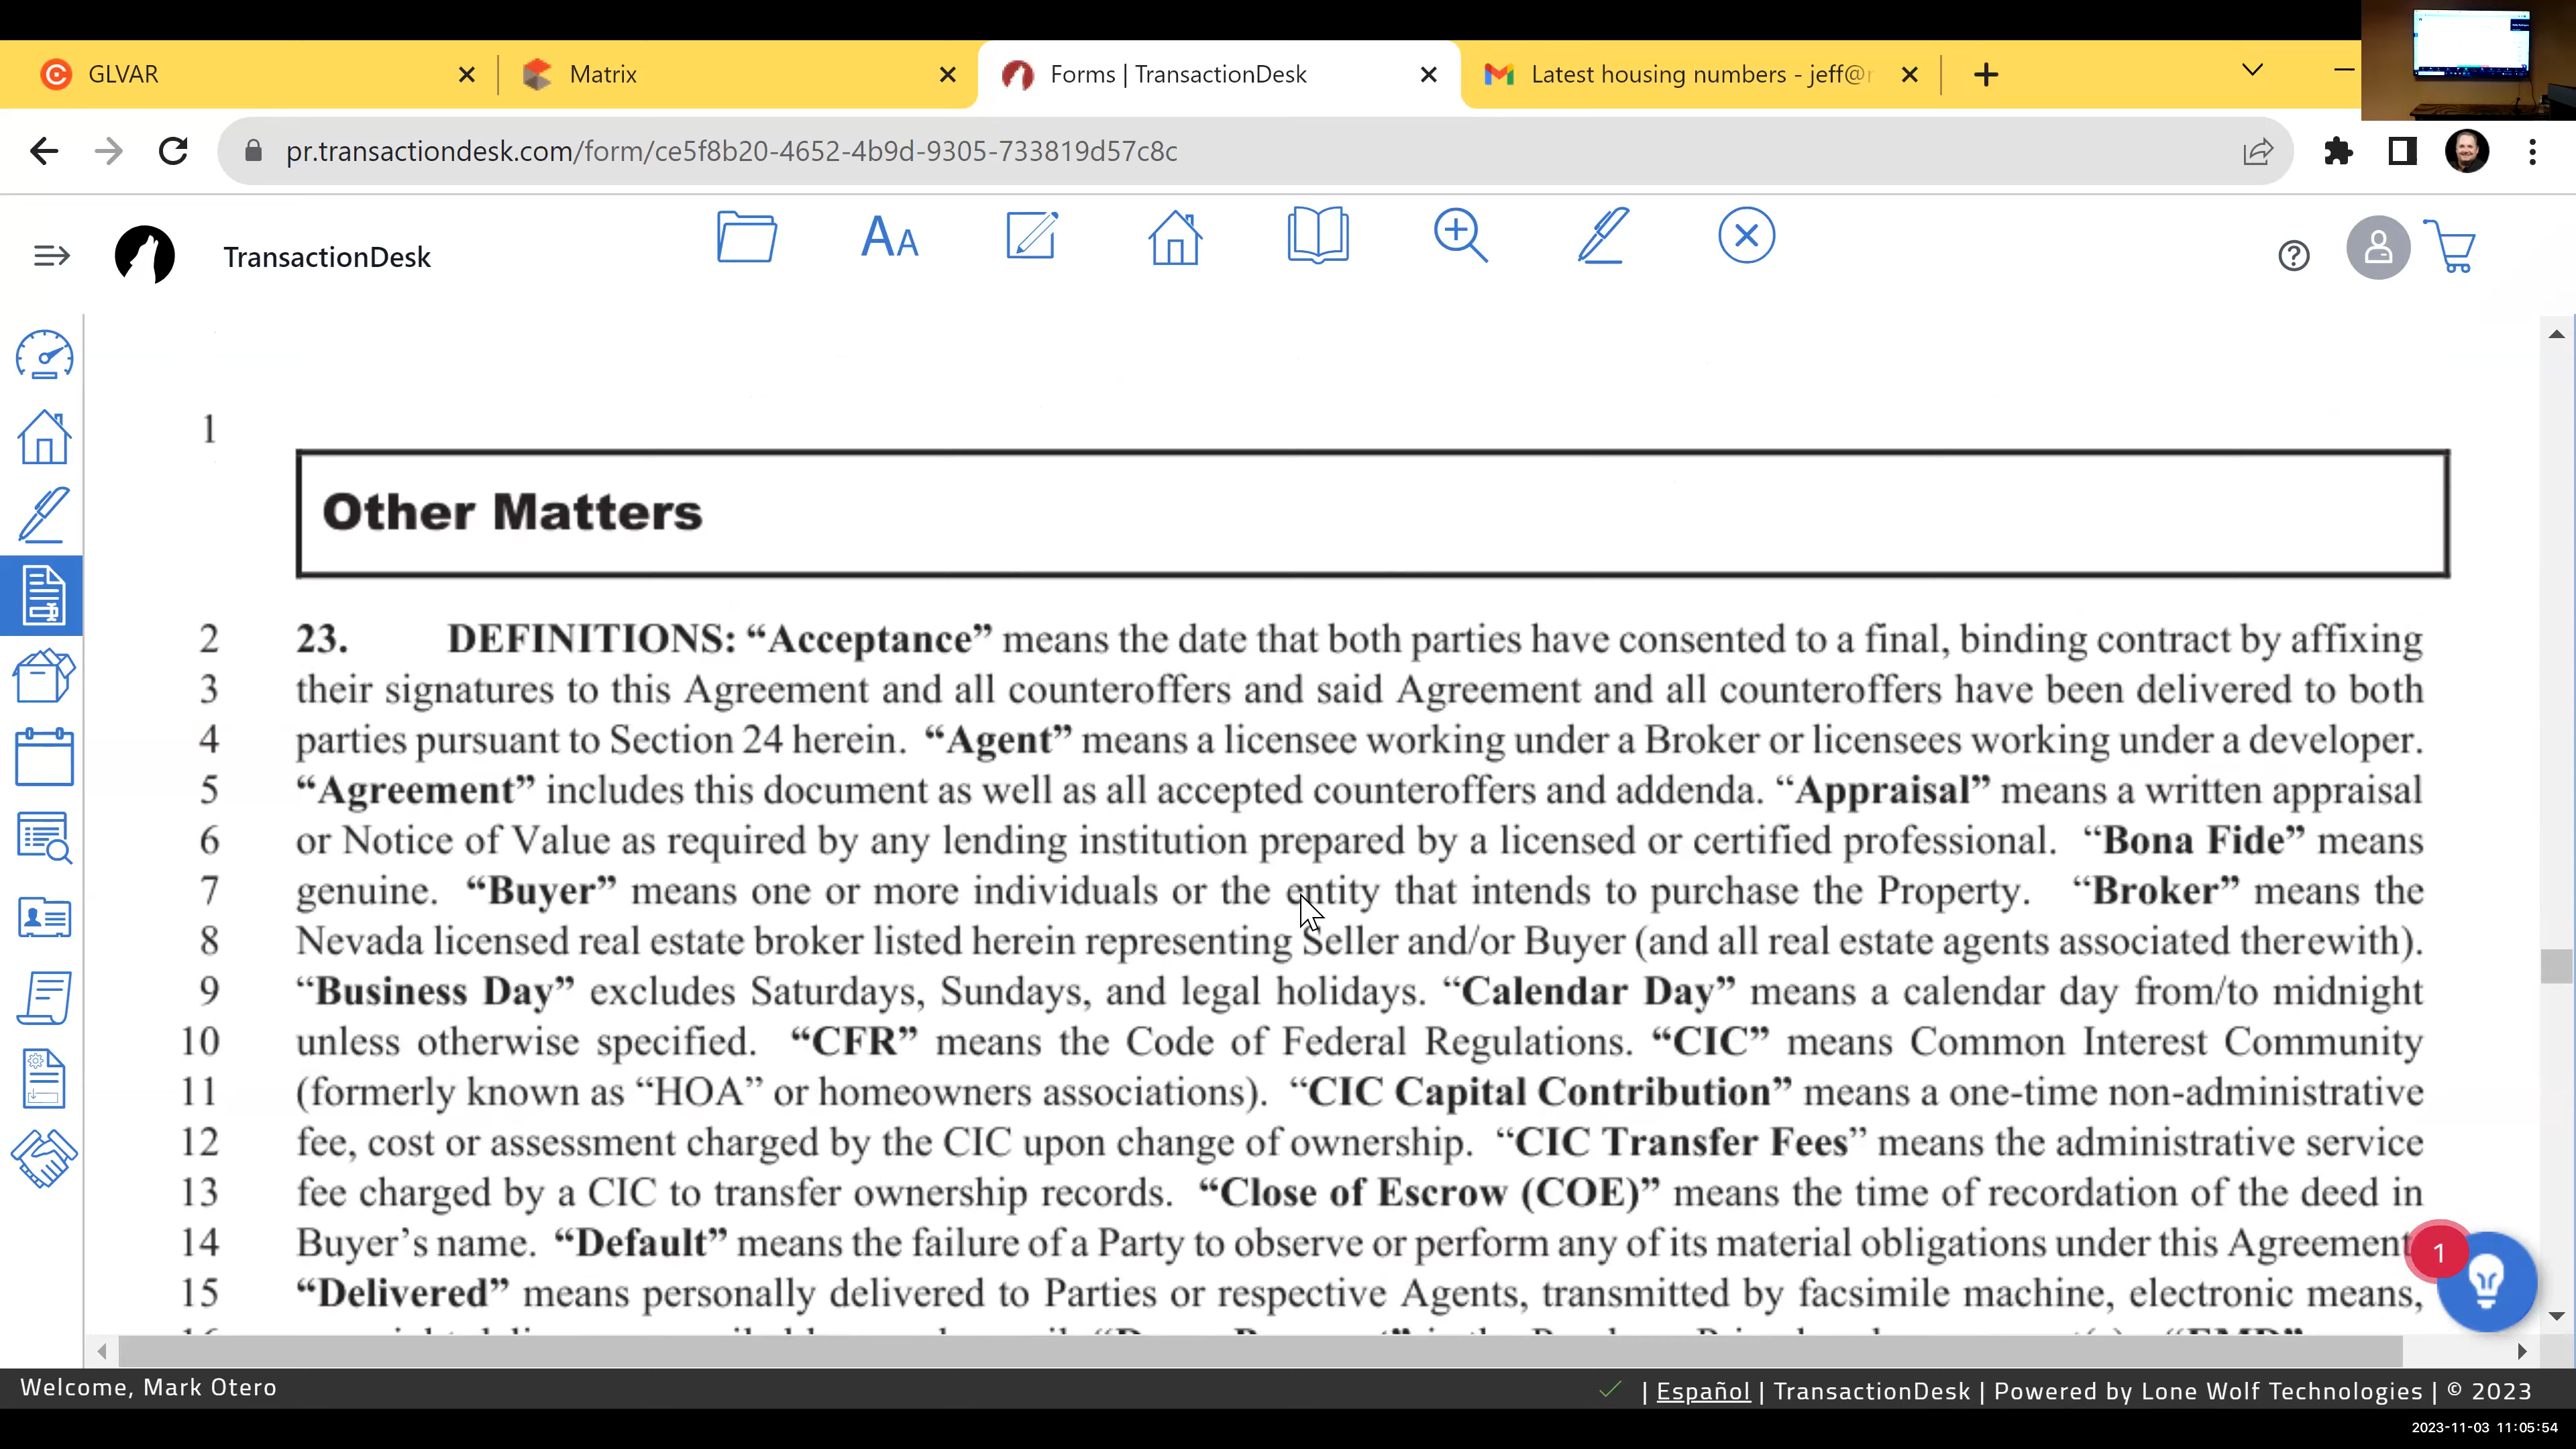 GLVAR
Matrix
Forms | TransactionDesk
Latest housing numbers - jeff@
pr.transactiondesk.com/form/ce5f8b20-4652-4b9d-9305-733819d57c8c
TransactionDesk
1
Other Matters
2 23. DEFINITIONS: “Acceptance” means the date that both parties have consented to a final, binding contract by affixing
3 their signatures to this Agreement and all counteroffers and said Agreement and all counteroffers have been delivered to both
4 parties pursuant to Section 24 herein. “Agent” means a licensee working under a Broker or licensees working under a developer.
5 “Agreement” includes this document as well as all accepted counteroffers and addenda. “Appraisal” means a written appraisal
6 or Notice of Value as required by any lending institution prepared by a licensed or certified professional. “Bona Fide” means
7 genuine. “Buyer” means one or more individuals or the entity that intends to purchase the Property. “Broker” means the
8 Nevada licensed real estate broker listed herein representing Seller and/or Buyer (and all real estate agents associated therewith).
9 “Business Day” excludes Saturdays, Sundays, and legal holidays. “Calendar Day” means a calendar day from/to midnight
10 unless otherwise specified. “CFR” means the Code of Federal Regulations. “CIC” means Common Interest Community
11 (formerly known as “HOA” or homeowners associations). “CIC Capital Contribution” means a one-time non-administrative
12 fee, cost or assessment charged by the CIC upon change of ownership. “CIC Transfer Fees” means the administrative service
13 fee charged by a CIC to transfer ownership records. “Close of Escrow (COE)” means the time of recordation of the deed in
14 Buyer’s name. “Default” means the failure of a Party to observe or perform any of its material obligations under this Agreement
15 “Delivered” means personally delivered to Parties or respective Agents, transmitted by facsimile machine, electronic means,
1
Welcome, Mark Otero
| Español | TransactionDesk | Powered by Lone Wolf Technologies | © 2023
2023-11-03 11:05:54